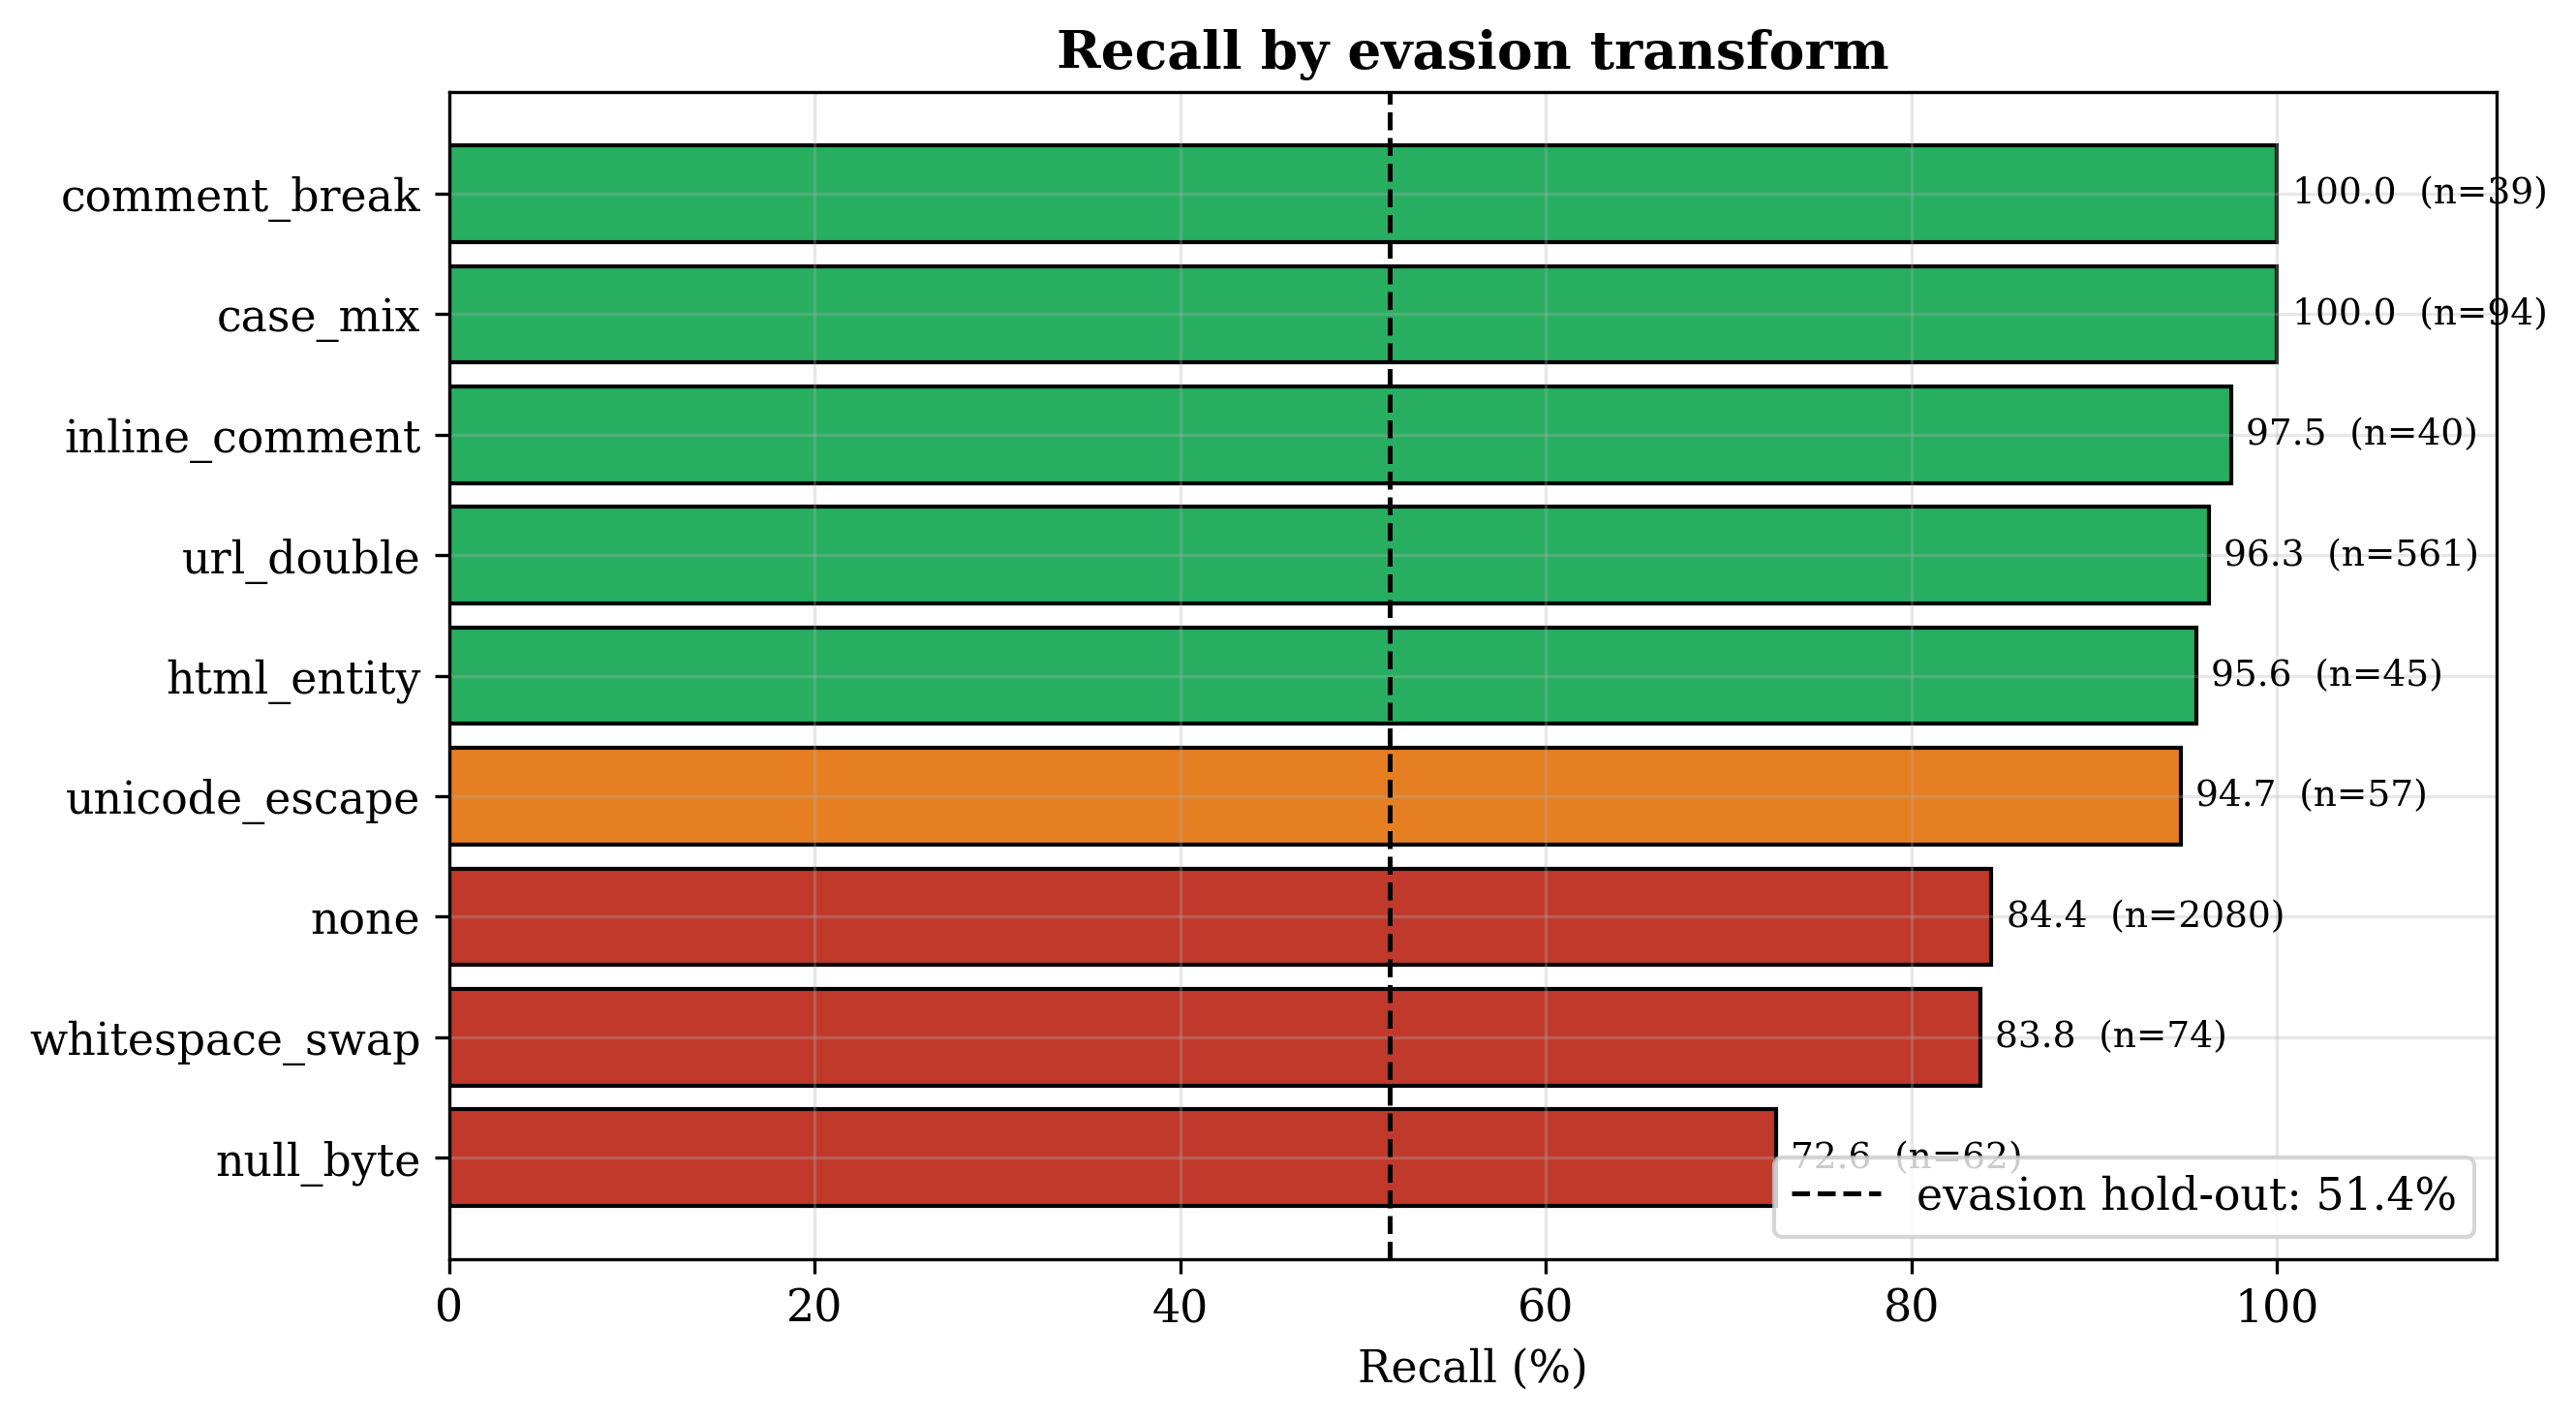 Recall by evasion transform
comment_break 100.0 (n=39)
case_mix 100.0 (n=94)
inline_comment 97.5 (n=40)
url_double 96.3 (n=561)
html_entity 95.6 (n=45)
unicode_escape 94.7 (n=57)
none 84.4 (n=2080)
whitespace_swap 83.8 (n=74)
null_byte 72.6 (n=62)
evasion hold-out: 51.4%
0 20 40 60 80 100
Recall (%)